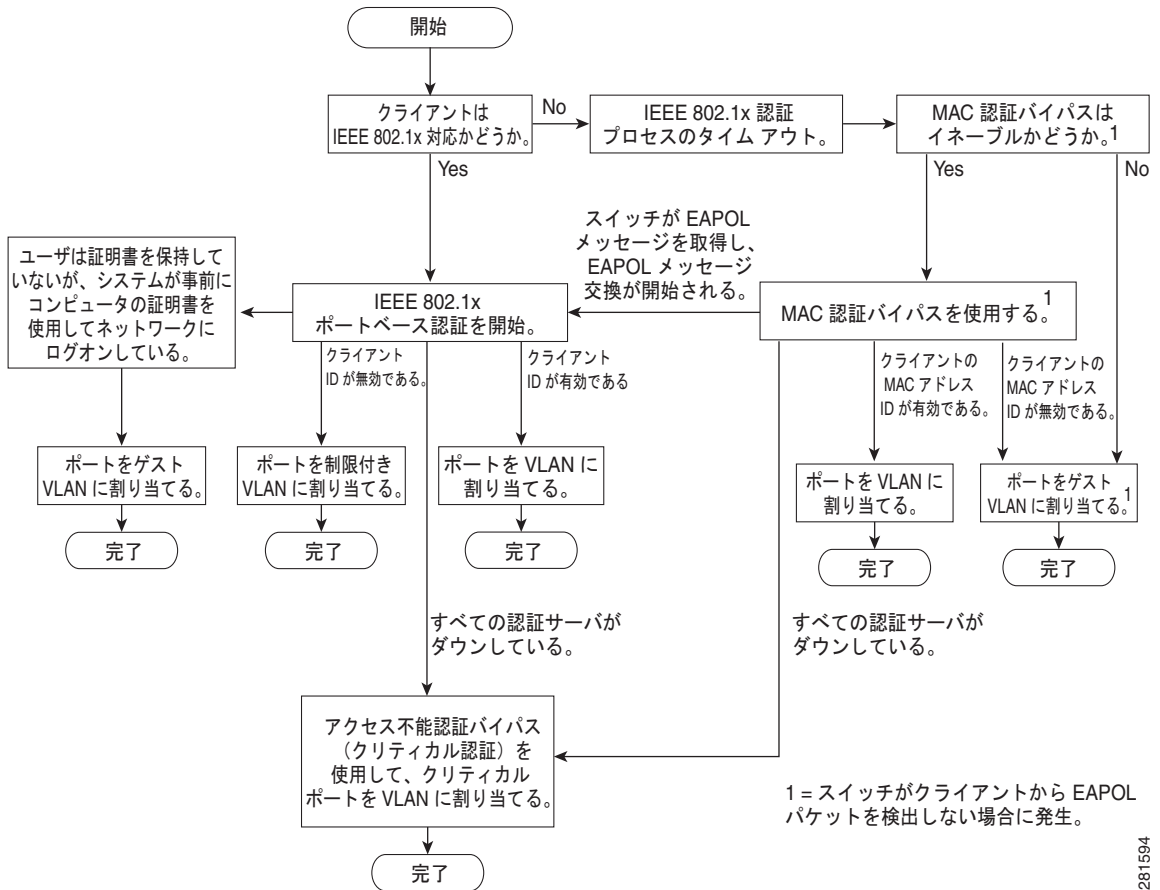 開始
クライアントは
IEEE 802.1x 対応かどうか。
No
IEEE 802.1x 認証
プロセスのタイム アウト。
MAC 認証バイパスは
イネーブルかどうか。1
Yes
Yes
No
スイッチが EAPOL
メッセージを取得し、
EAPOL メッセージ
交換が開始される。
ユーザは証明書を保持して
いないが、システムが事前に
コンピュータの証明書を
使用してネットワークに
ログオンしている。
IEEE 802.1x
ポートベース認証を開始。
MAC 認証バイパスを使用する。1
クライアント
ID が無効である。
クライアント
ID が有効である
クライアントの
MAC アドレス
ID が有効である。
クライアントの
MAC アドレス
ID が無効である。
ポートをゲスト
VLAN に割り当てる。
ポートを制限付き
VLAN に割り当てる。
ポートを VLAN に
割り当てる。
ポートを VLAN に
割り当てる。
ポートをゲスト
VLAN に割り当てる。1
完了
完了
完了
完了
完了
すべての認証サーバが
ダウンしている。
すべての認証サーバが
ダウンしている。
アクセス不能認証バイパス
（クリティカル認証）を
使用して、クリティカル
ポートを VLAN に割り当てる。
完了
1 = スイッチがクライアントから EAPOL
パケットを検出しない場合に発生。
281594